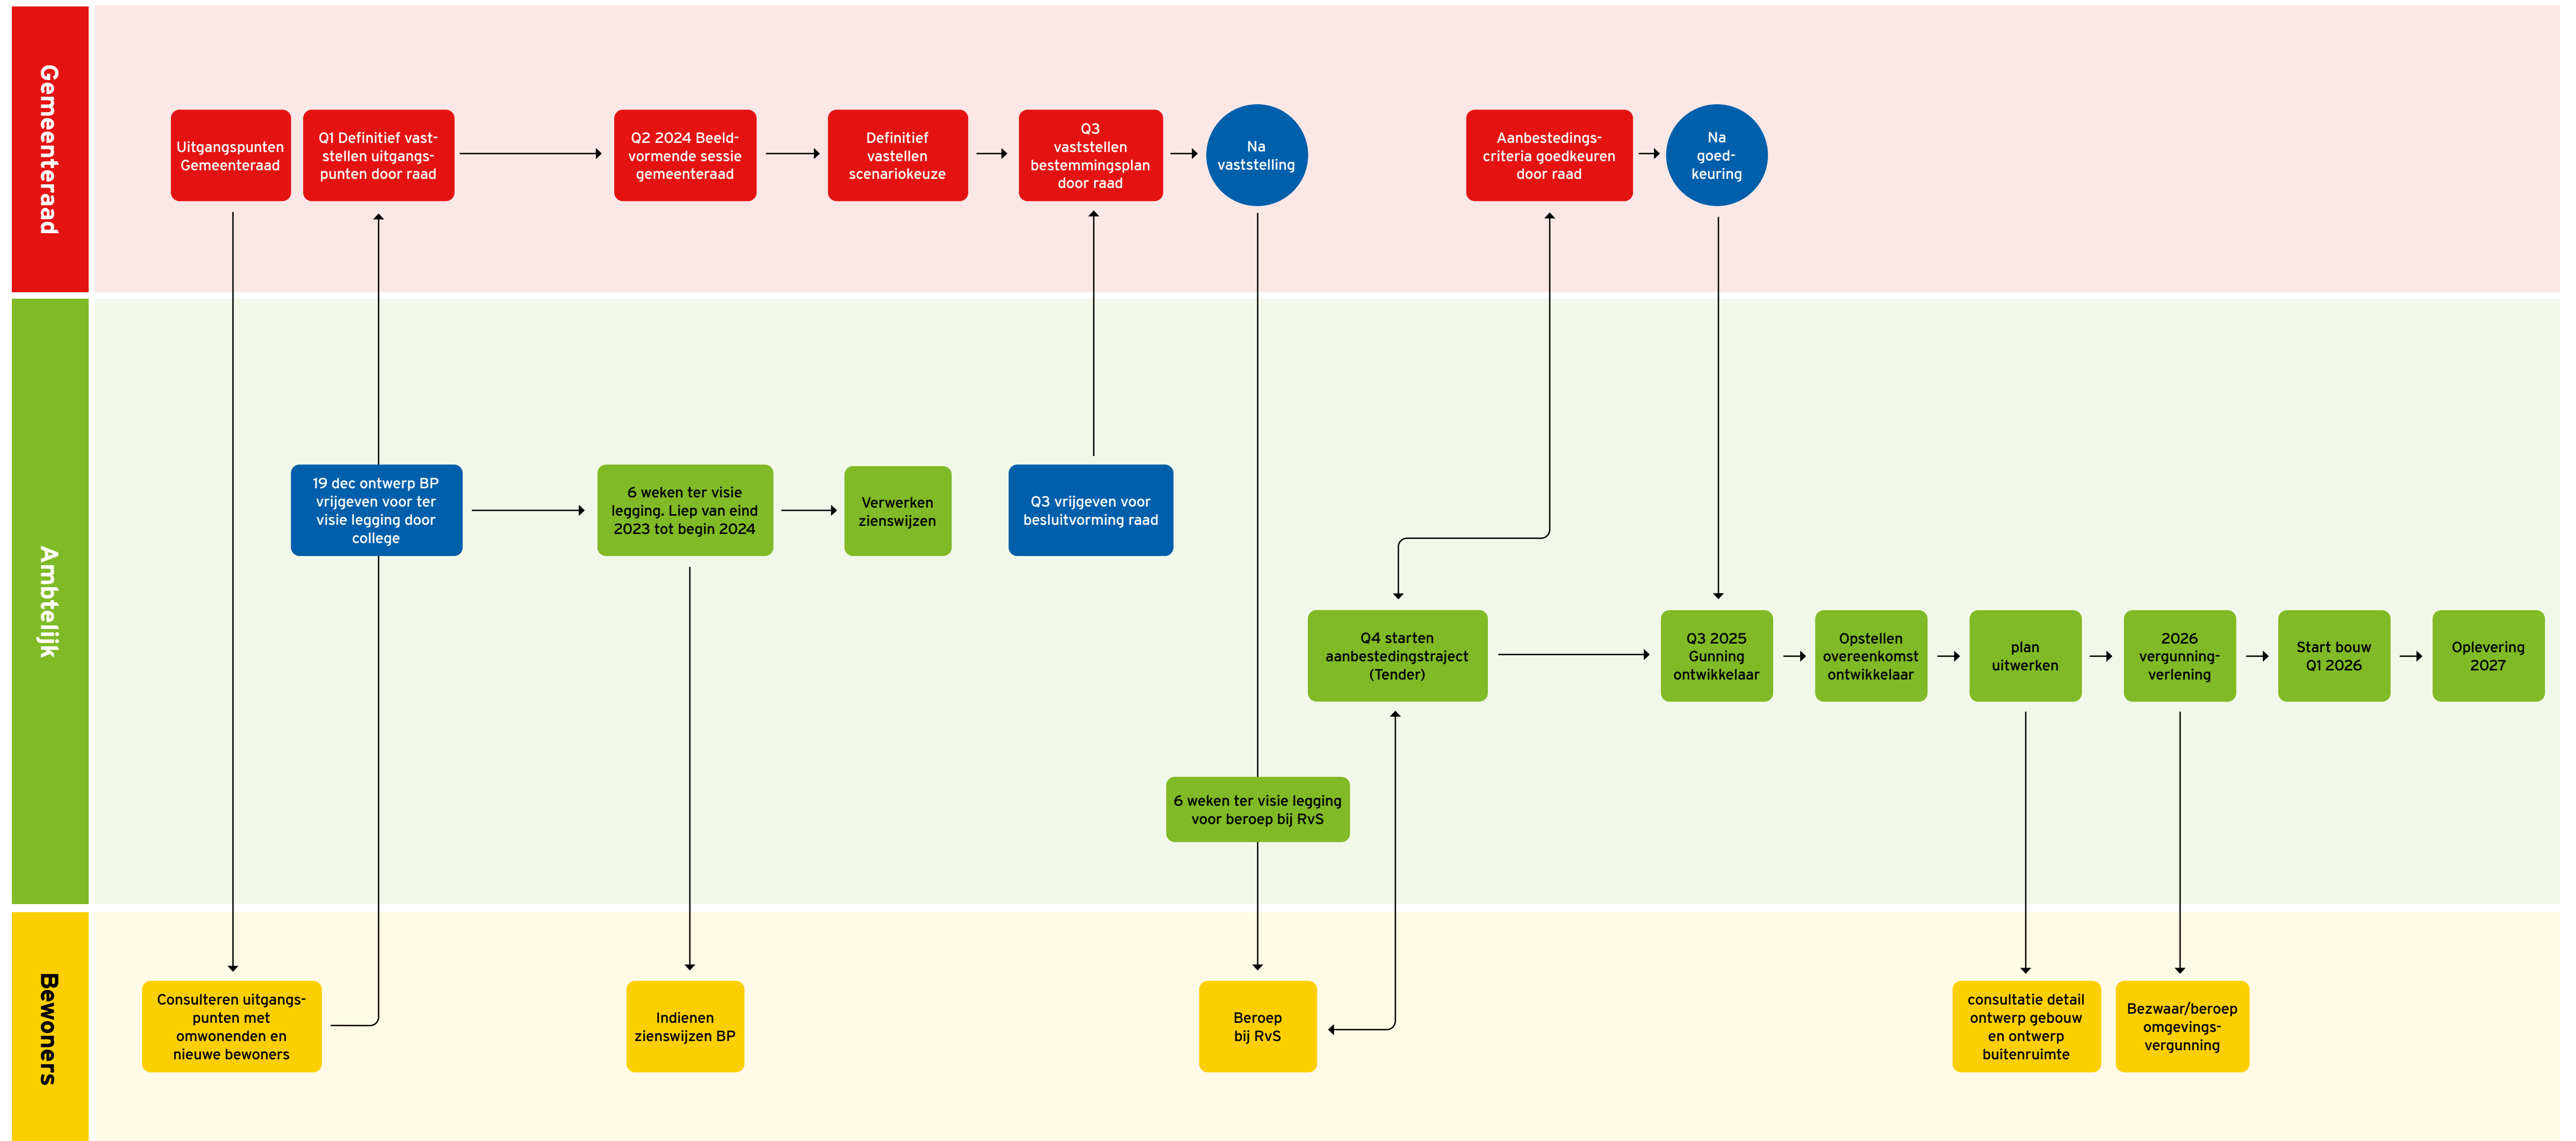 Gemeenteraad
Uitgangspunten
Gemeenteraad
Q1 Definitief vast-
stellen uitgangs-
punten door raad
Q2 2024 Beeld-
vormende sessie
gemeenteraad
Definitief
vastellen
scenariokeuze
Q3
vaststellen
bestemmingsplan
door raad
Na
vaststelling
Aanbestedings-
criteria goedkeuren
door raad
Na
goed-
keuring
Ambtelijk
19 dec ontwerp BP
vrijgeven voor ter
visie legging door
college
6 weken ter visie
legging. Liep van eind
2023 tot begin 2024
Verwerken
zienswijzen
Q3 vrijgeven voor
besluitvorming raad
Q4 starten
aanbestedingstraject
(Tender)
Q3 2025
Gunning
ontwikkelaar
Opstellen
overeenkomst
ontwikkelaar
plan
uitwerken
2026
vergunning-
verlening
Start bouw
Q1 2026
Oplevering
2027
6 weken ter visie legging
voor beroep bij RvS
Bewoners
Consulteren uitgangs-
punten met
omwonenden en
nieuwe bewoners
Indienen
zienswijzen BP
Beroep
bij RvS
consultatie detail
ontwerp gebouw
en ontwerp
buitenruimte
Bezwaar/beroep
omgevings-
vergunning